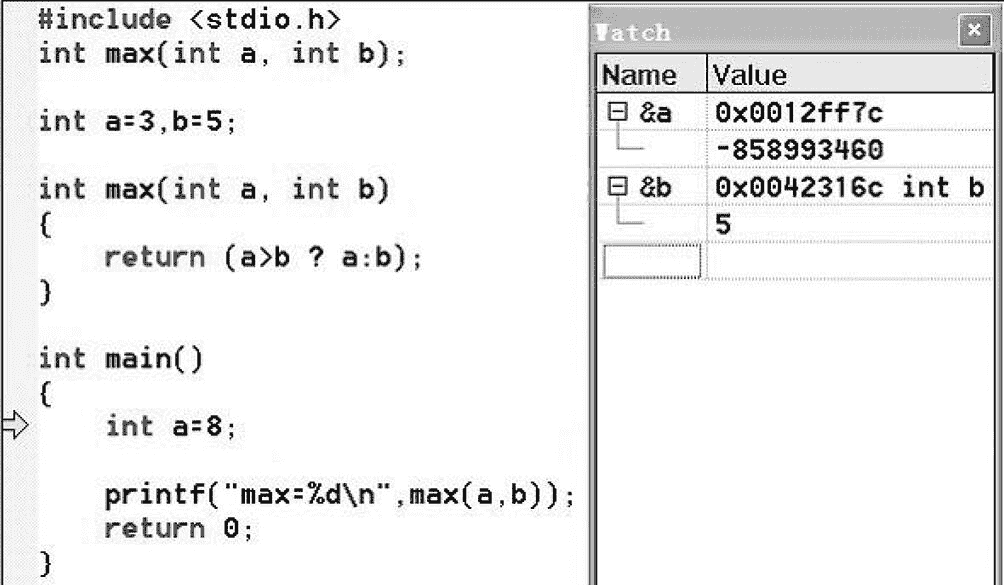 #include <stdio.h>
int max(int a, int b);
int a=3,b=5;
int max(int a, int b)
{
return (a>b ? a:b);
}
int main()
{
int a=8;
printf("max=%d\n",max(a,b));
return 0;
}
Watch
Name Value
&a 0x0012ff7c
-858993460
&b 0x0042316c int b
5